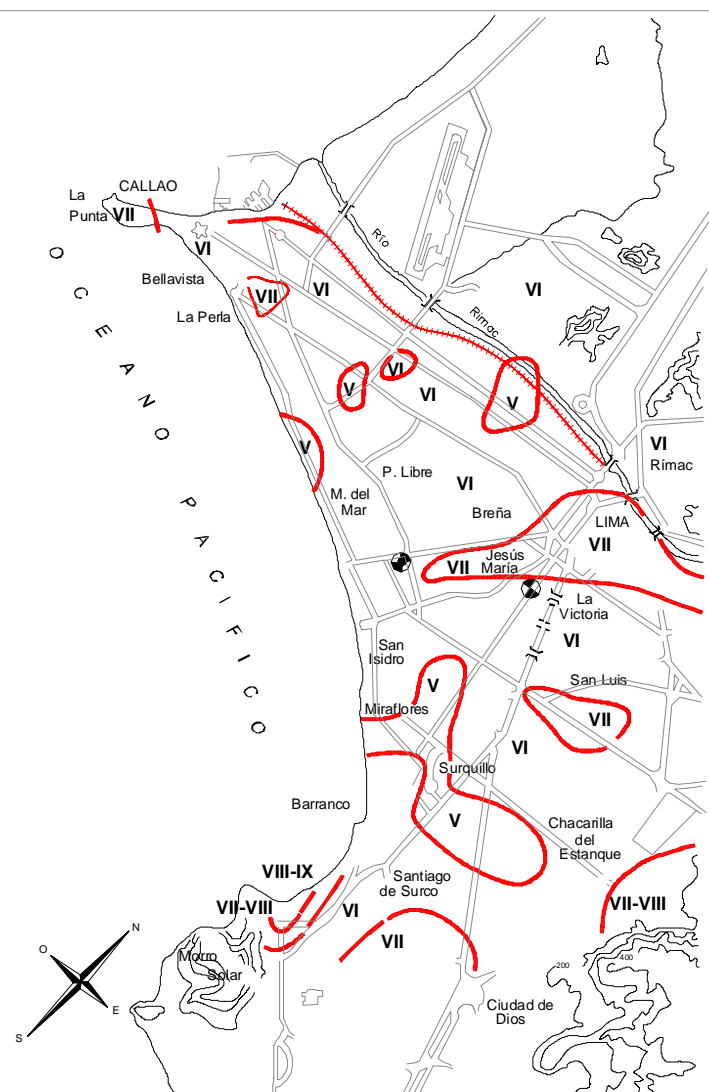 CALLAO
La
Punta VII
VI
Río
Rímac
Bellavista
VII
VI
VI
La Perla
OCEANO PACIFICO
V
VI
VI
V
V
VI
Rímac
P. Libre
VI
M. del
Mar
Breña
LIMA
VII
Jesús
María
VII
La
Victoria
VI
San
Isidro
V
San Luis
Miraflores
VII
VI
Surquillo
Barranco
V
Chacarilla
del
Estanque
VIII-IX
Santiago
de Surco
VII-VIII
VI
VII-VIII
VII
N
O
Morro
Solar
200
400
E
S
Ciudad de
Dios